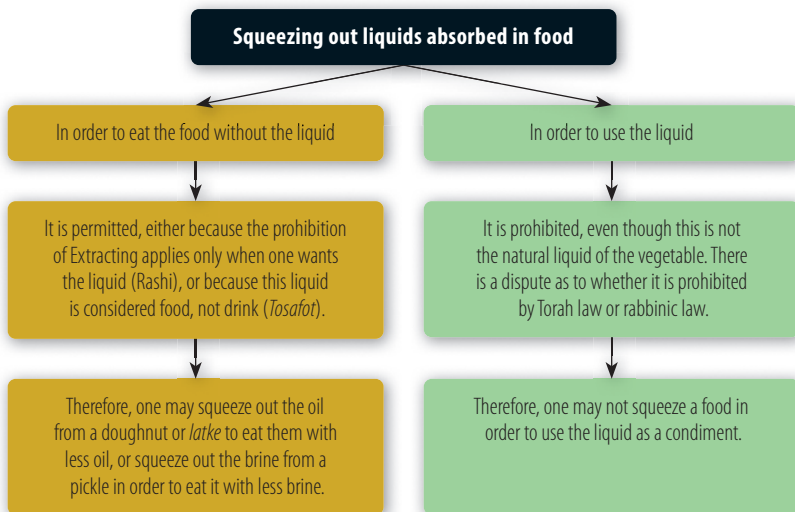 Squeezing out liquids absorbed in food
In order to eat the food without the liquid
It is permitted, either because the prohibition
of Extracting applies only when one wants
the liquid (Rashi), or because this liquid
is considered food, not drink (Tosafot).
Therefore, one may squeeze out the oil
from a doughnut or latke to eat them with
less oil, or squeeze out the brine from a
pickle in order to eat it with less brine.
In order to use the liquid
It is prohibited, even though this is not
the natural liquid of the vegetable. There
is a dispute as to whether it is prohibited
by Torah law or rabbinic law.
Therefore, one may not squeeze a food in
order to use the liquid as a condiment.